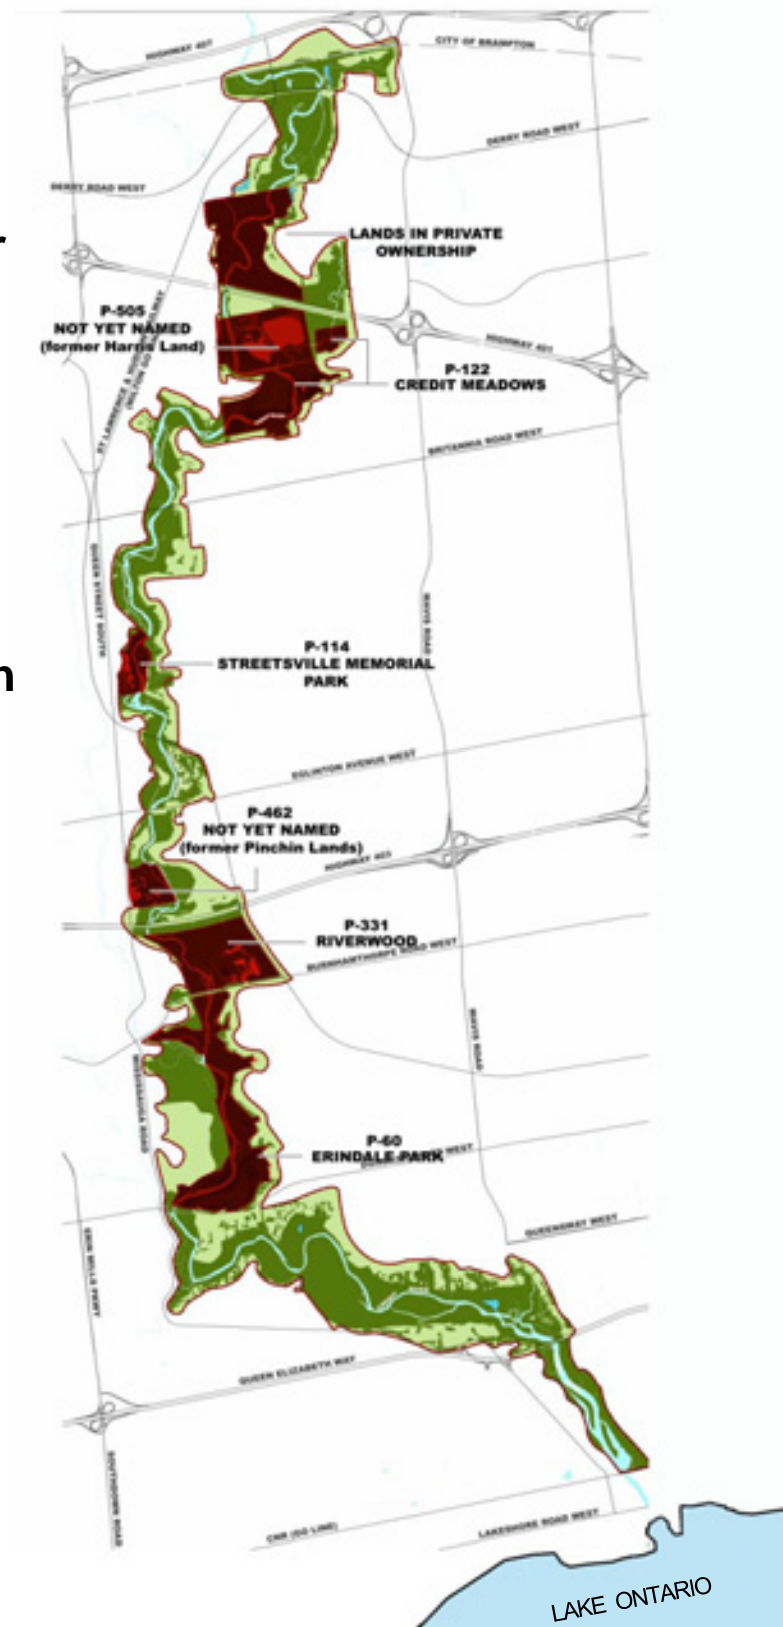 HIGHWAY 407
CITY OF BRAMPTON
DERRY ROAD WEST
DERRY ROAD WEST
r
LANDS IN PRIVATE
OWNERSHIP
P-505
NOT YET NAMED
(former Harris Land)
HIGHWAY 401
P-122
CREDIT MEADOWS
ST LAWRENCE &
BRITANNIA ROAD WEST
QUEEN STREET SOUTH
MAVIS ROAD
P-114
STREETSVILLE MEMORIAL
PARK
n
EGLINTON AVENUE WEST
P-462
NOT YET NAMED
(former Pinchin Lands)
HIGHWAY 403
P-331
RIVERWOOD
BURNHAMTHORPE ROAD WEST
MAVIS ROAD
MISSISSAUGA ROAD
P-60
ERINDALE PARK
WEST
QUEENSWAY WEST
ERIN MILLS PKWY
QUEEN ELIZABETH WAY
SOUTHDOWN ROAD
CNR (GO LINE)
LAKESHORE ROAD WEST
LAKE ONTARIO